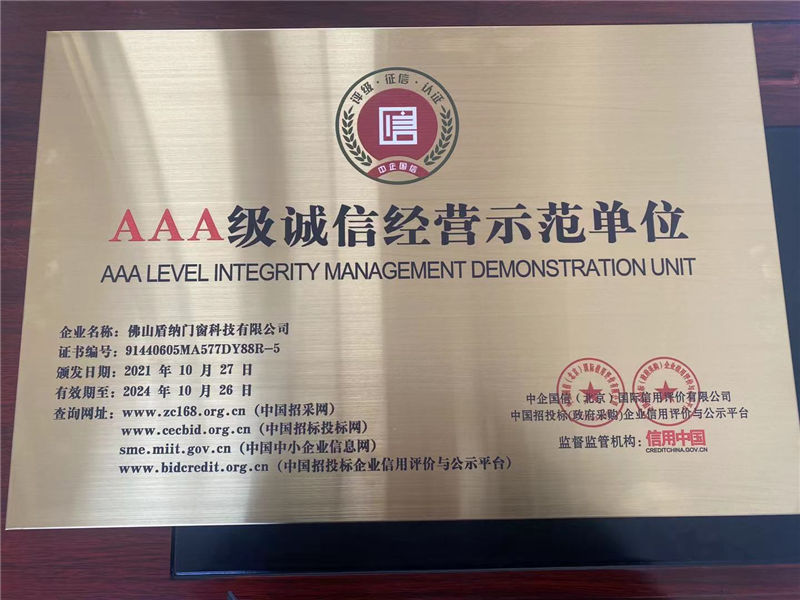 评级·征信·认证
信
中企国信
AAA级诚信经营示范单位
AAA LEVEL INTEGRITY MANAGEMENT DEMONSTRATION UNIT
企业名称：佛山盾纳门窗科技有限公司
证书编号：91440605MA577DY88R-5
颁发日期：2021 年 10 月 27 日
有效期至：2024 年 10 月 26 日
查询网址：www.zc168.org.cn (中国招采网)
www.cecbid.org.cn (中国招标投标网)
sme.miit.gov.cn (中国中小企业信息网)
www.bidcredit.org.cn (中国招投标企业信用评价与公示平台)
中企国信（北京）国际信用评价有限公司
中国招投标(政府采购)企业信用评价与公示平台
监督监管机构：信用中国
CREDITCHINA.GOV.CN